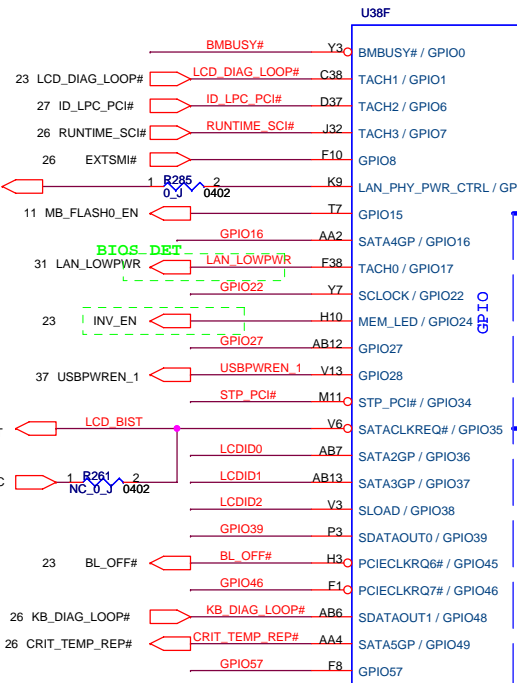 U38F
BMBUSY# Y3 BMBUSY# / GPIO0
23 LCD_DIAG_LOOP# LCD_DIAG_LOOP# C38 TACH1 / GPIO1
27 ID_LPC_PCI# ID_LPC_PCI# D37 TACH2 / GPIO6
26 RUNTIME_SCI# RUNTIME_SCI# J32 TACH3 / GPIO7
26 EXTSMI# F10 GPIO8
1 R285 2 K9 LAN_PHY_PWR_CTRL / GP
0_J 0402
11 MB_FLASH0_EN T7 GPIO15
GPIO16 AA2 SATA4GP / GPIO16
BIOS_DET
31 LAN_LOWPWR LAN_LOWPWR F38 TACH0 / GPIO17
GPIO22 Y7 SCLOCK / GPIO22
23 INV_EN H10 MEM_LED / GPIO24
GPIO
GPIO27 AB12 GPIO27
37 USBPWREN_1 USBPWREN_1 V13 GPIO28
STP_PCI# M11 STP_PCI# / GPIO34
LCD_BIST V6 SATACLKREQ# / GPIO35
LCDID0 AB7 SATA2GP / GPIO36
C 1 R261 2 LCDID1 AB13 SATA3GP / GPIO37
NC_0_J 0402
LCDID2 V3 SLOAD / GPIO38
GPIO39 P3 SDATAOUT0 / GPIO39
23 BL_OFF# BL_OFF# H3 PCIECLKRQ6# / GPIO45
GPIO46 F1 PCIECLKRQ7# / GPIO46
26 KB_DIAG_LOOP# KB_DIAG_LOOP# AB6 SDATAOUT1 / GPIO48
26 CRIT_TEMP_REP# CRIT_TEMP_REP# AA4 SATA5GP / GPIO49
GPIO57 F8 GPIO57